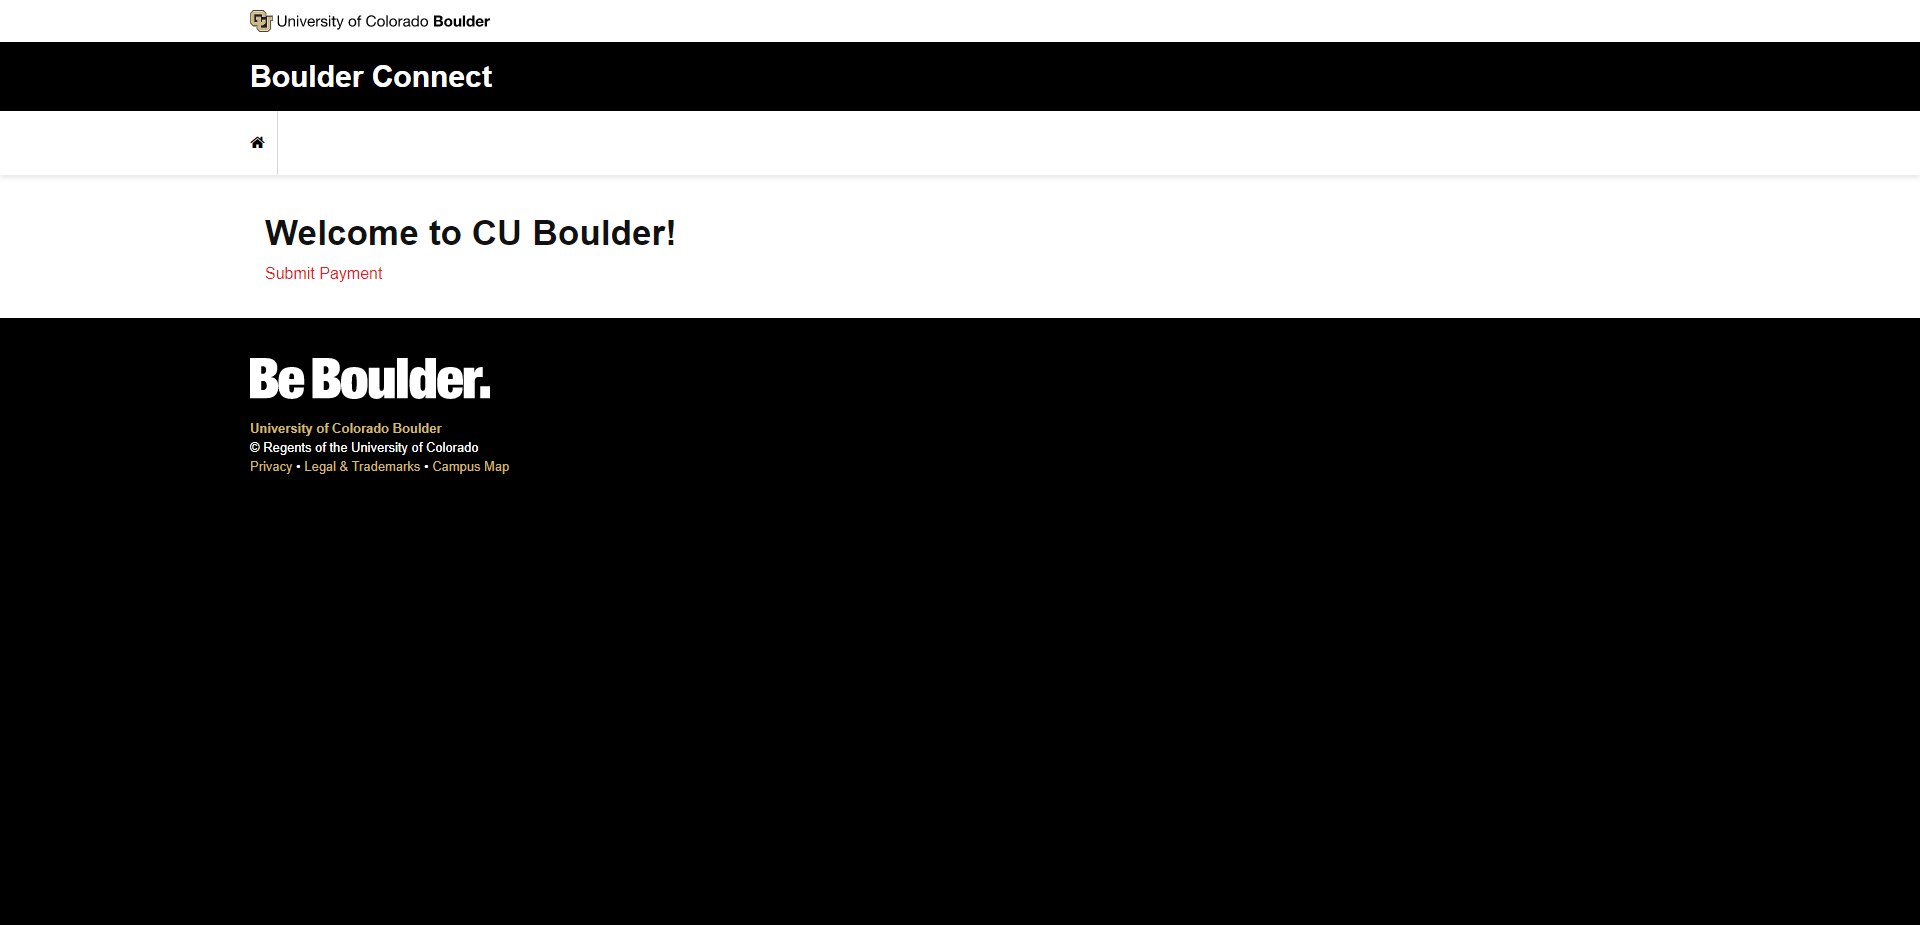 University of Colorado Boulder
Boulder Connect
Welcome to CU Boulder!
Submit Payment
Be Boulder.
University of Colorado Boulder
© Regents of the University of Colorado
Privacy • Legal & Trademarks • Campus Map